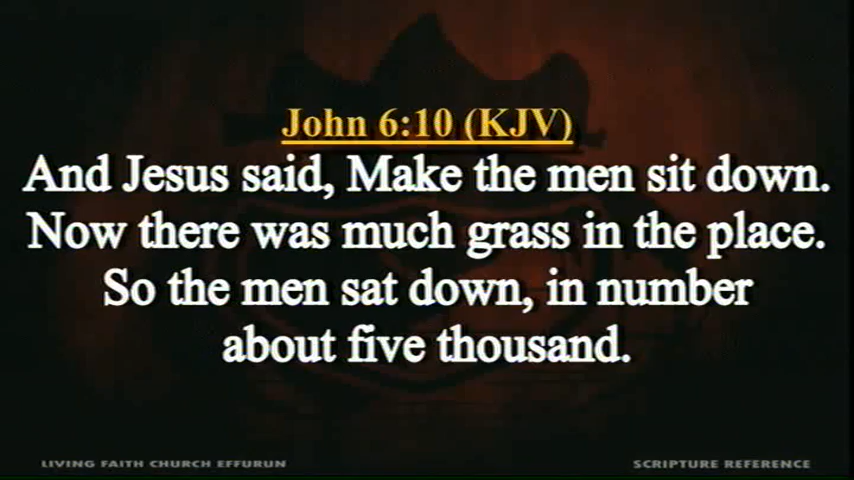 John 6:10 (KJV)
And Jesus said, Make the men sit down.
Now there was much grass in the place.
So the men sat down, in number
about five thousand.
LIVING FAITH CHURCH EFFURUN
SCRIPTURE REFERENCE